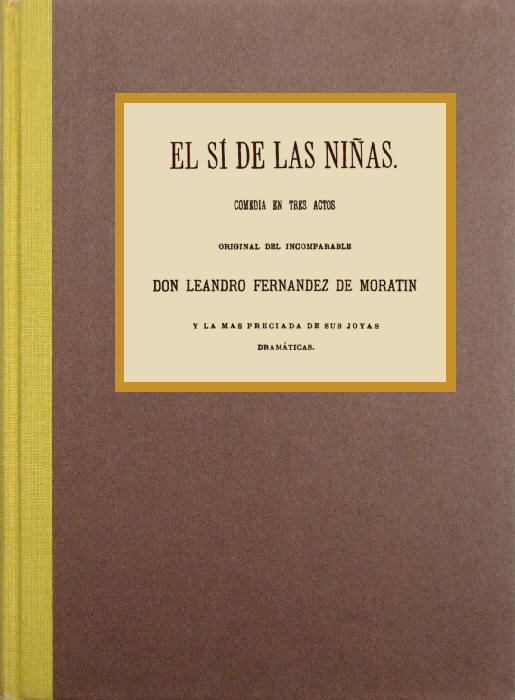 EL SÍ DE LAS NIÑAS.
COMEDIA EN TRES ACTOS
ORIGINAL DEL INCOMPARABLE
DON LEANDRO FERNANDEZ DE MORATIN
Y LA MAS PRECIADA DE SUS JOYAS
DRAMÁTICAS.